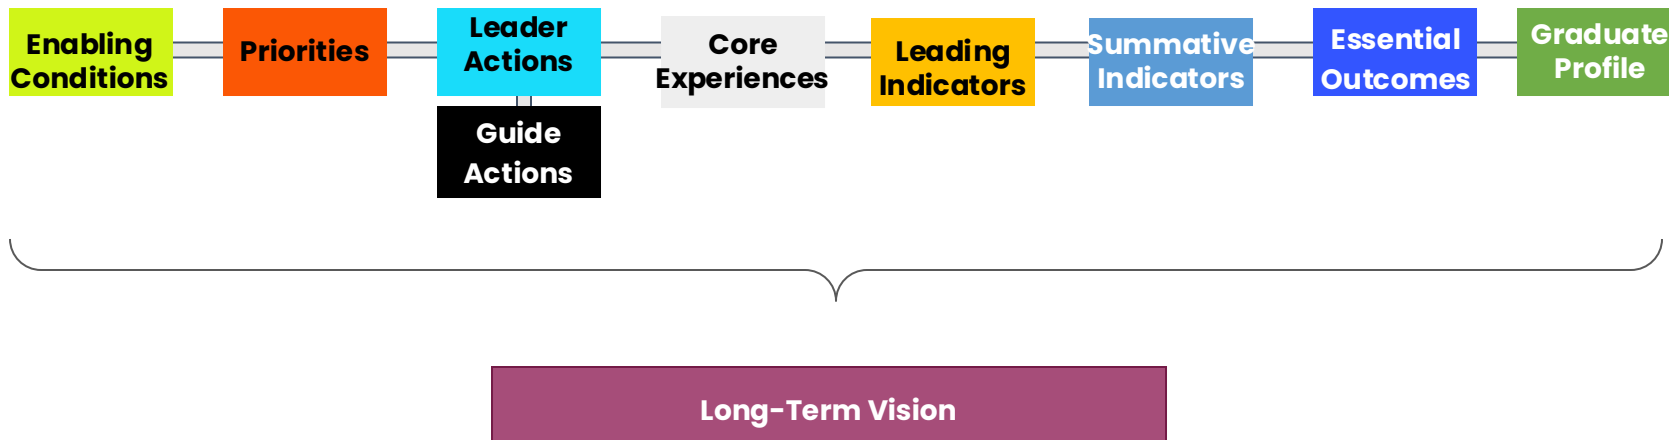 Enabling
Conditions
Priorities
Leader
Actions
Guide
Actions
Core
Experiences
Leading
Indicators
Summative
Indicators
Essential
Outcomes
Graduate
Profile
Long-Term Vision